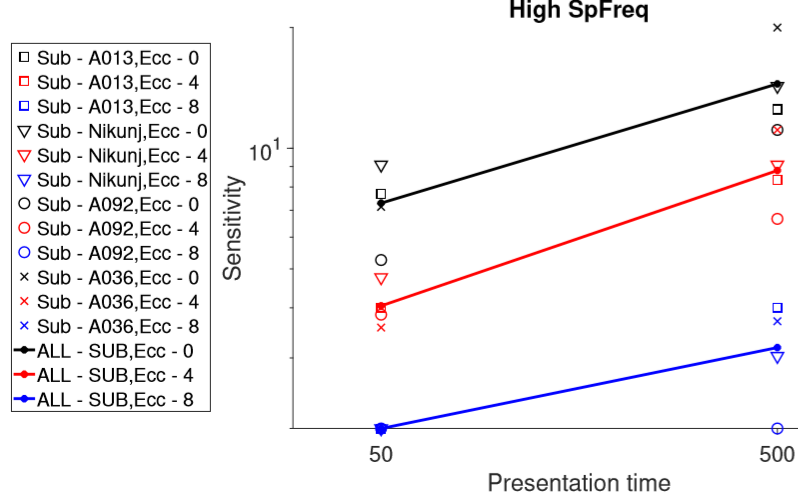 High SpFreq
Sub - A013,Ecc - 0
Sub - A013,Ecc - 4
Sub - A013,Ecc - 8
Sub - Nikunj,Ecc - 0
Sub - Nikunj,Ecc - 4
Sub - Nikunj,Ecc - 8
Sub - A092,Ecc - 0
Sub - A092,Ecc - 4
Sub - A092,Ecc - 8
Sub - A036,Ecc - 0
Sub - A036,Ecc - 4
Sub - A036,Ecc - 8
ALL - SUB,Ecc - 0
ALL - SUB,Ecc - 4
ALL - SUB,Ecc - 8
Sensitivity
10¹
50 500
Presentation time